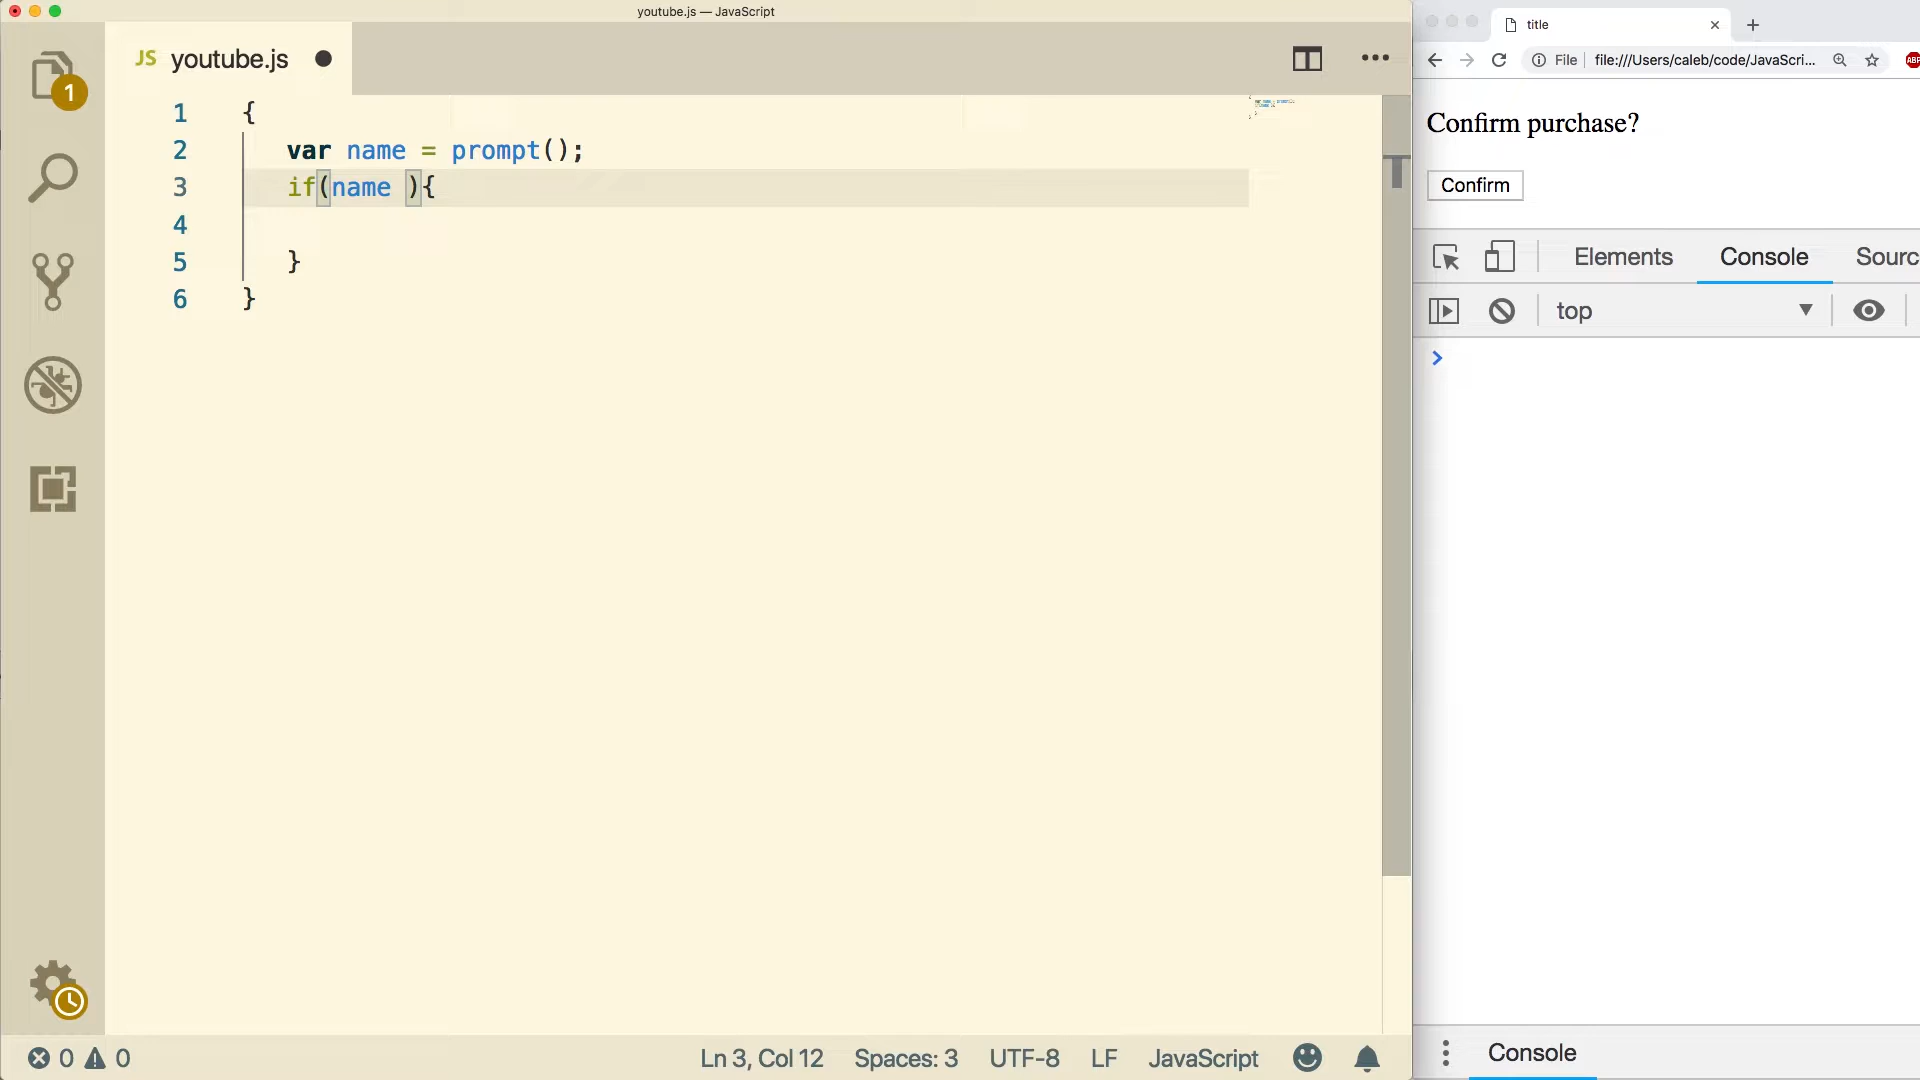 youtube.js — JavaScript
JS youtube.js
1
1 {
2 var name = prompt();
3 if(name ){
4
5 }
6 }
0 0
Ln 3, Col 12 Spaces: 3 UTF-8 LF JavaScript
title
File file:///Users/caleb/code/JavaScri...
ABP
Confirm purchase?
Confirm
Elements Console Sourc
top
Console